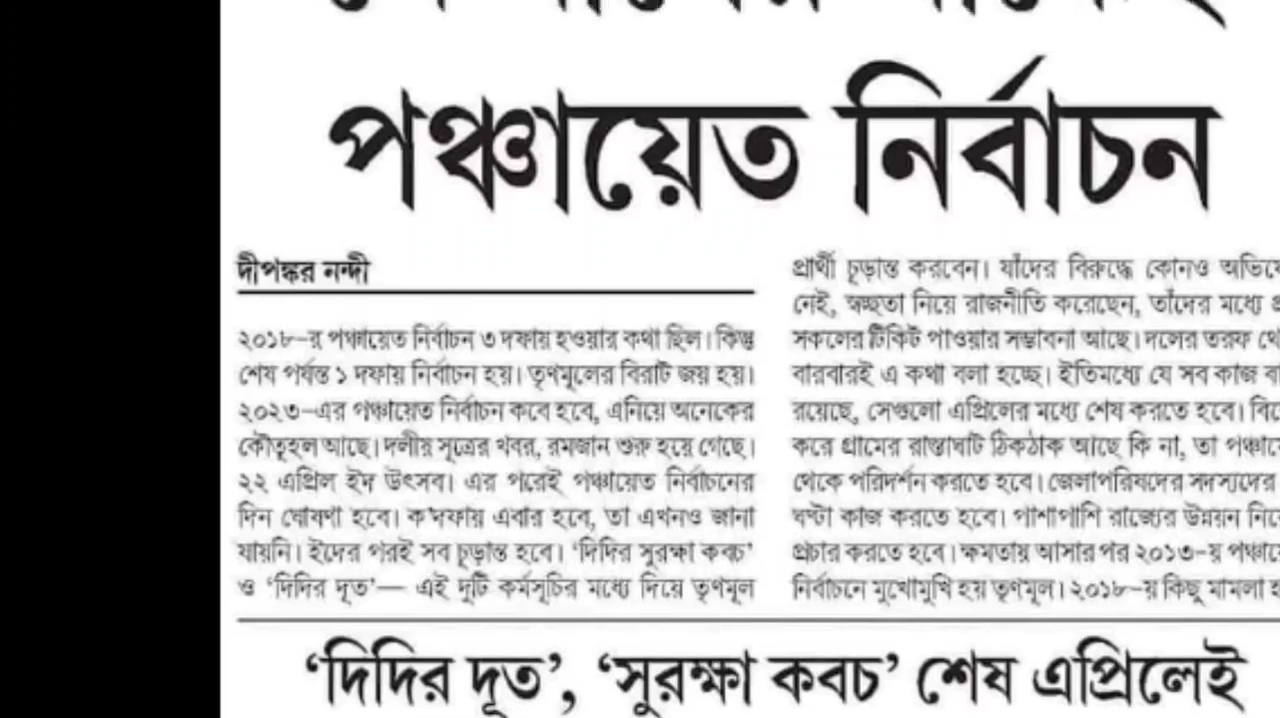 পঞ্চায়েত নির্বাচন
দীপঙ্কর নন্দী
২০১৮–র পঞ্চায়েত নির্বাচন ৩ দফায় হওয়ার কথা ছিল। কিন্তু
শেষ পর্যন্ত ১ দফায় নির্বাচন হয়। তৃণমূলের বিরাট জয় হয়।
২০২৩–এর পঞ্চায়েত নির্বাচন কবে হবে, এনিয়ে অনেকের
কৌতূহল আছে। দলীয় সূত্রের খবর, রমজান শুরু হয়ে গেছে।
২২ এপ্রিল ইদ উৎসব। এর পরেই পঞ্চায়েত নির্বাচনের
দিন ঘোষণা হবে। ক’দফায় এবার হবে, তা এখনও জানা
যায়নি। ইদের পরই সব চূড়ান্ত হবে। ‘দিদির সুরক্ষা কবচ’
ও ‘দিদির দূত’— এই দুটি কর্মসূচির মধ্যে দিয়ে তৃণমূল
প্রার্থী চূড়ান্ত করবেন। যাঁদের বিরুদ্ধে কোনও
নেই, স্বচ্ছতা নিয়ে রাজনীতি করেছেন, তাঁদের মধ্যে
সকলের টিকিট পাওয়ার সম্ভাবনা আছে। দলের তরফ
বারবারই এ কথা বলা হচ্ছে। ইতিমধ্যে যে সব কাজ
রয়েছে, সেগুলো এপ্রিলের মধ্যে শেষ করতে হবে।
করে গ্রামের রাস্তাঘাট ঠিকঠাক আছে কি না, তা
থেকে পরিদর্শন করতে হবে। জেলাপরিষদের সদস্যদের
ঘণ্টা কাজ করতে হবে। পাশাপাশি রাজ্যের উন্নয়ন
প্রচার করতে হবে। ক্ষমতায় আসার পর ২০১৩–য়
নির্বাচনে মুখোমুখি হয় তৃণমূল। ২০১৮–য় কিছু মামলা
‘দিদির দূত’, ‘সুরক্ষা কবচ’ শেষ এপ্রিলেই